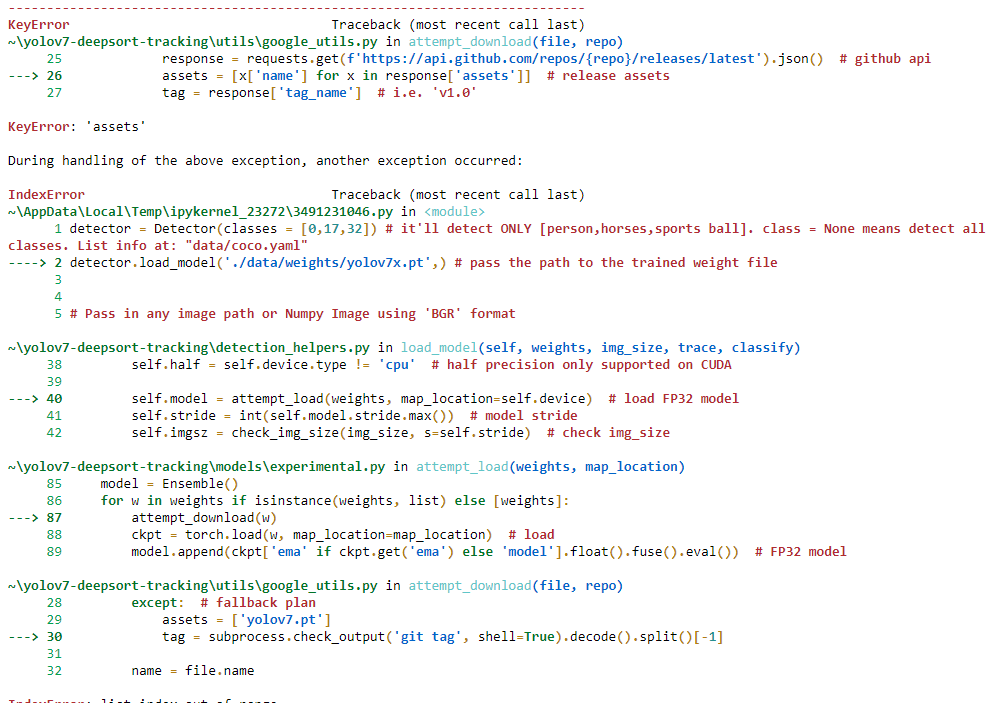 ---------------------------------------------------------------------------
KeyError                                  Traceback (most recent call last)
~\yolov7-deepsort-tracking\utils\google_utils.py in attempt_download(file, repo)
     25             response = requests.get(f'https://api.github.com/repos/{repo}/releases/latest').json()  # github api
---> 26             assets = [x['name'] for x in response['assets']]  # release assets
     27             tag = response['tag_name']  # i.e. 'v1.0'
KeyError: 'assets'
During handling of the above exception, another exception occurred:
IndexError                                Traceback (most recent call last)
~\AppData\Local\Temp\ipykernel_23272\3491231046.py in <module>
      1 detector = Detector(classes = [0,17,32]) # it'll detect ONLY [person,horses,sports ball]. class = None means detect all
classes. List info at: "data/coco.yaml"
----> 2 detector.load_model('./data/weights/yolov7x.pt',) # pass the path to the trained weight file
      3
      4
      5 # Pass in any image path or Numpy Image using 'BGR' format
~\yolov7-deepsort-tracking\detection_helpers.py in load_model(self, weights, img_size, trace, classify)
     38         self.half = self.device.type != 'cpu'  # half precision only supported on CUDA
     39
---> 40         self.model = attempt_load(weights, map_location=self.device)  # load FP32 model
     41         self.stride = int(self.model.stride.max())  # model stride
     42         self.imgsz = check_img_size(img_size, s=self.stride)  # check img_size
~\yolov7-deepsort-tracking\models\experimental.py in attempt_load(weights, map_location)
     85     model = Ensemble()
     86     for w in weights if isinstance(weights, list) else [weights]:
---> 87         attempt_download(w)
     88         ckpt = torch.load(w, map_location=map_location)  # load
     89         model.append(ckpt['ema' if ckpt.get('ema') else 'model'].float().fuse().eval())  # FP32 model
~\yolov7-deepsort-tracking\utils\google_utils.py in attempt_download(file, repo)
     28         except:  # fallback plan
     29             assets = ['yolov7.pt']
---> 30             tag = subprocess.check_output('git tag', shell=True).decode().split()[-1]
     31
     32         name = file.name
IndexError: list index out of range